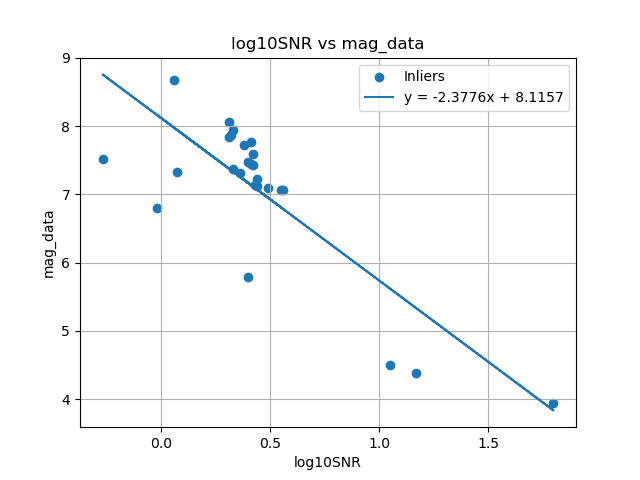 log10SNR vs mag_data
Inliers
y = -2.3776x + 8.1157
9
8
7
6
5
4
mag_data
0.0 0.5 1.0 1.5
log10SNR